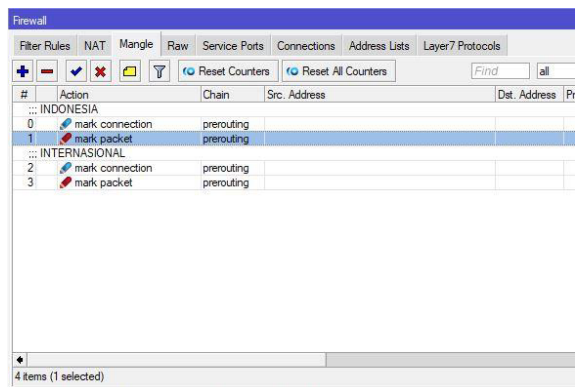 Firewall
Filter Rules NAT Mangle Raw Service Ports Connections Address Lists Layer7 Protocols
Reset Counters Reset All Counters Find all
# Action Chain Src. Address Dst. Address Pr
::: INDONESIA
0 mark connection prerouting
1 mark packet prerouting
::: INTERNASIONAL
2 mark connection prerouting
3 mark packet prerouting
4 items (1 selected)